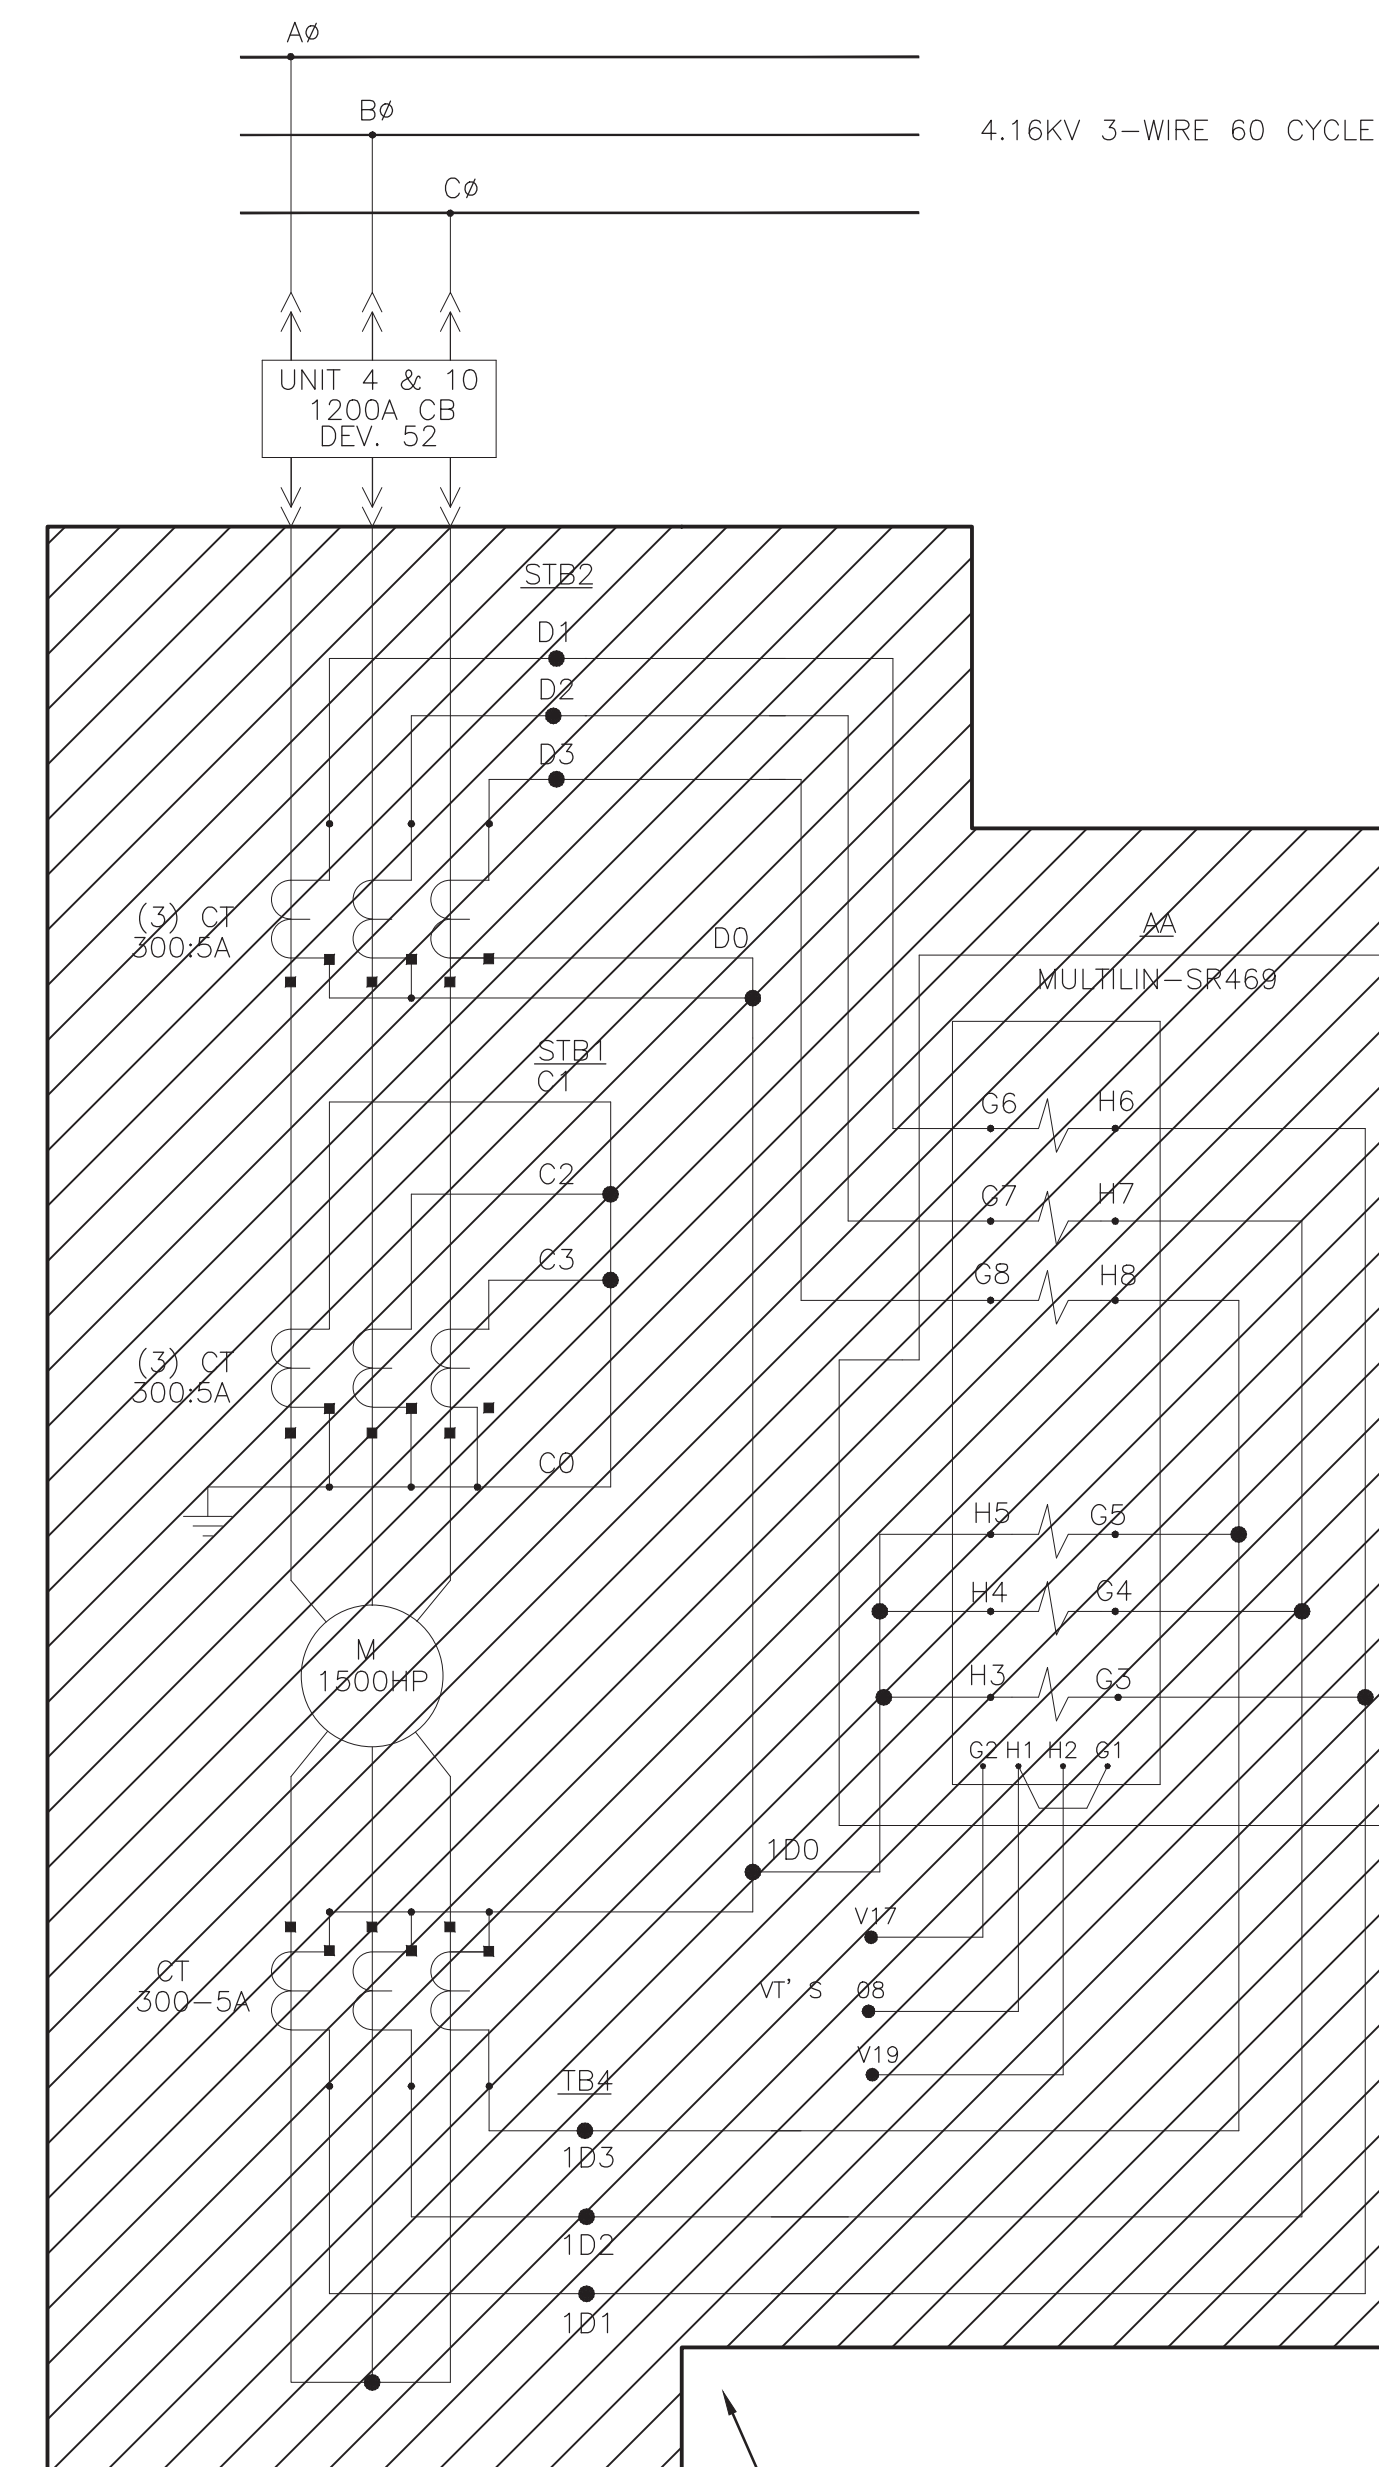 AØ
BØ
4.16KV 3-WIRE 60 CYCLE
CØ
UNIT 4 & 10
1200A CB
DEV. 52
STB2
D1
D2
D3
(3) CT
300:5A
D0
AA
MULTILIN-SR469
STB1
C1
G6 H6
C2
G7 H7
C3
G8 H8
(3) CT
300:5A
C0
H5 G5
H4 G4
M
1500HP
H3 G3
G2 H1 H2 G1
1D0
V17
CT
300-5A
VT'S 08
V19
TB4
1D3
1D2
1D1